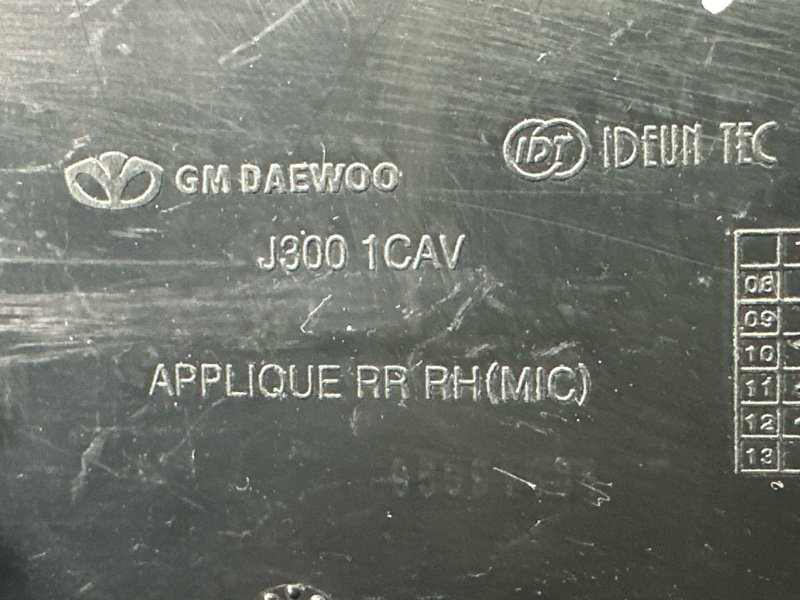 GM DAEWOO
IDT IDEUN TEC
J300 1CAV
APPLIQUE RR RH(MIC)
08
09
10
11
12
13